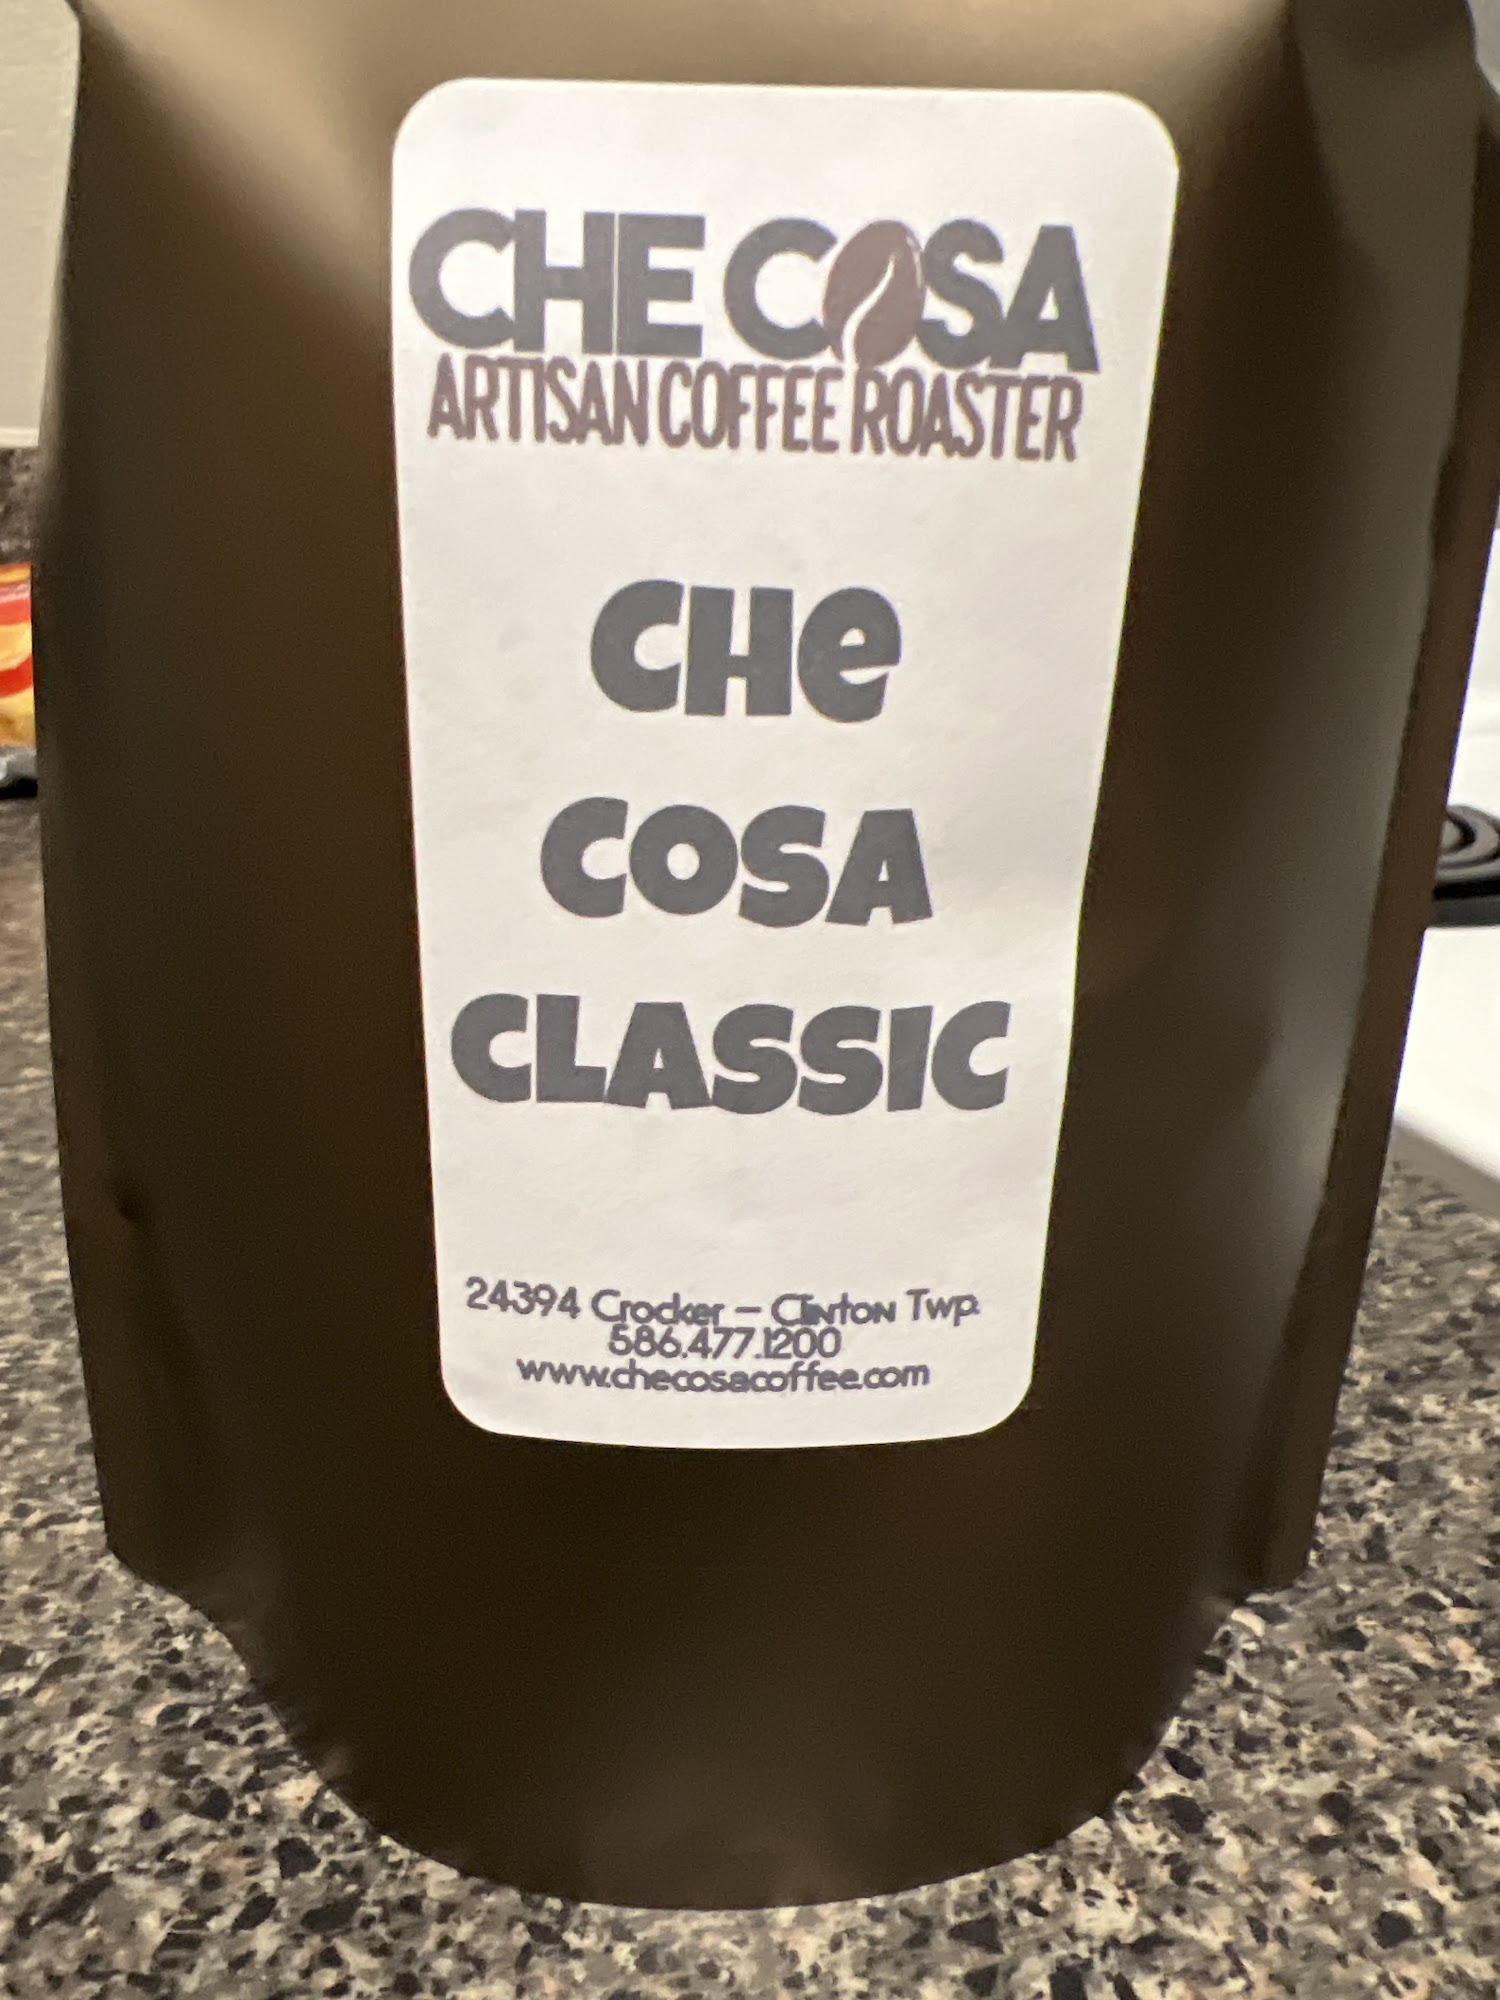 CHE COSA
ARTISAN COFFEE ROASTER
CHe
COSA
CLASSIC
24394 Crocker – Clinton Twp.
586.477.1200
www.checosacoffee.com